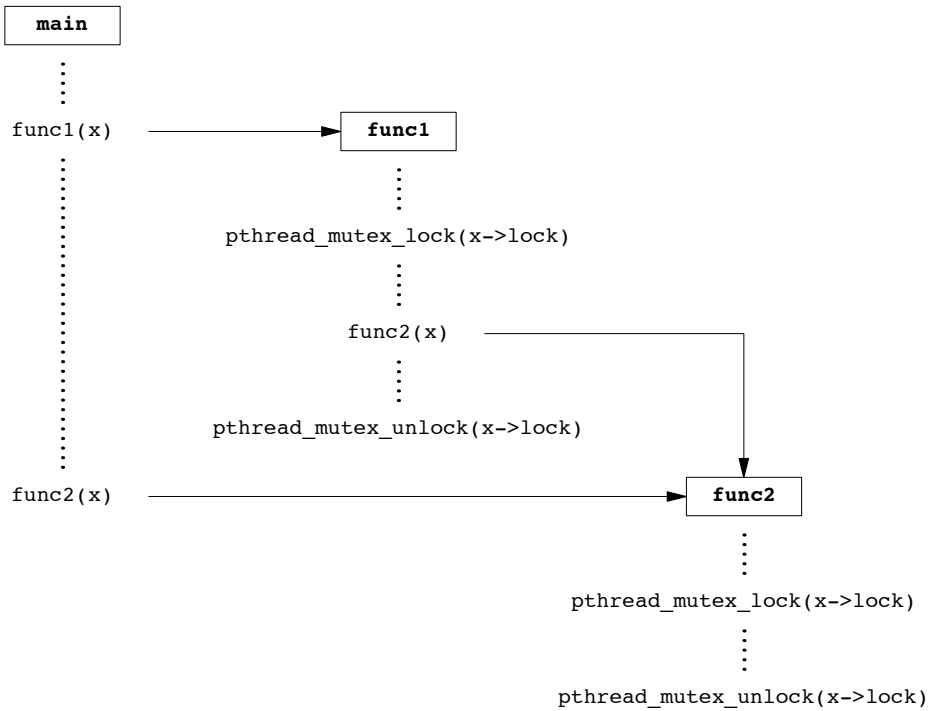 main
func1(x)
func1
pthread_mutex_lock(x->lock)
func2(x)
pthread_mutex_unlock(x->lock)
func2(x)
func2
pthread_mutex_lock(x->lock)
pthread_mutex_unlock(x->lock)